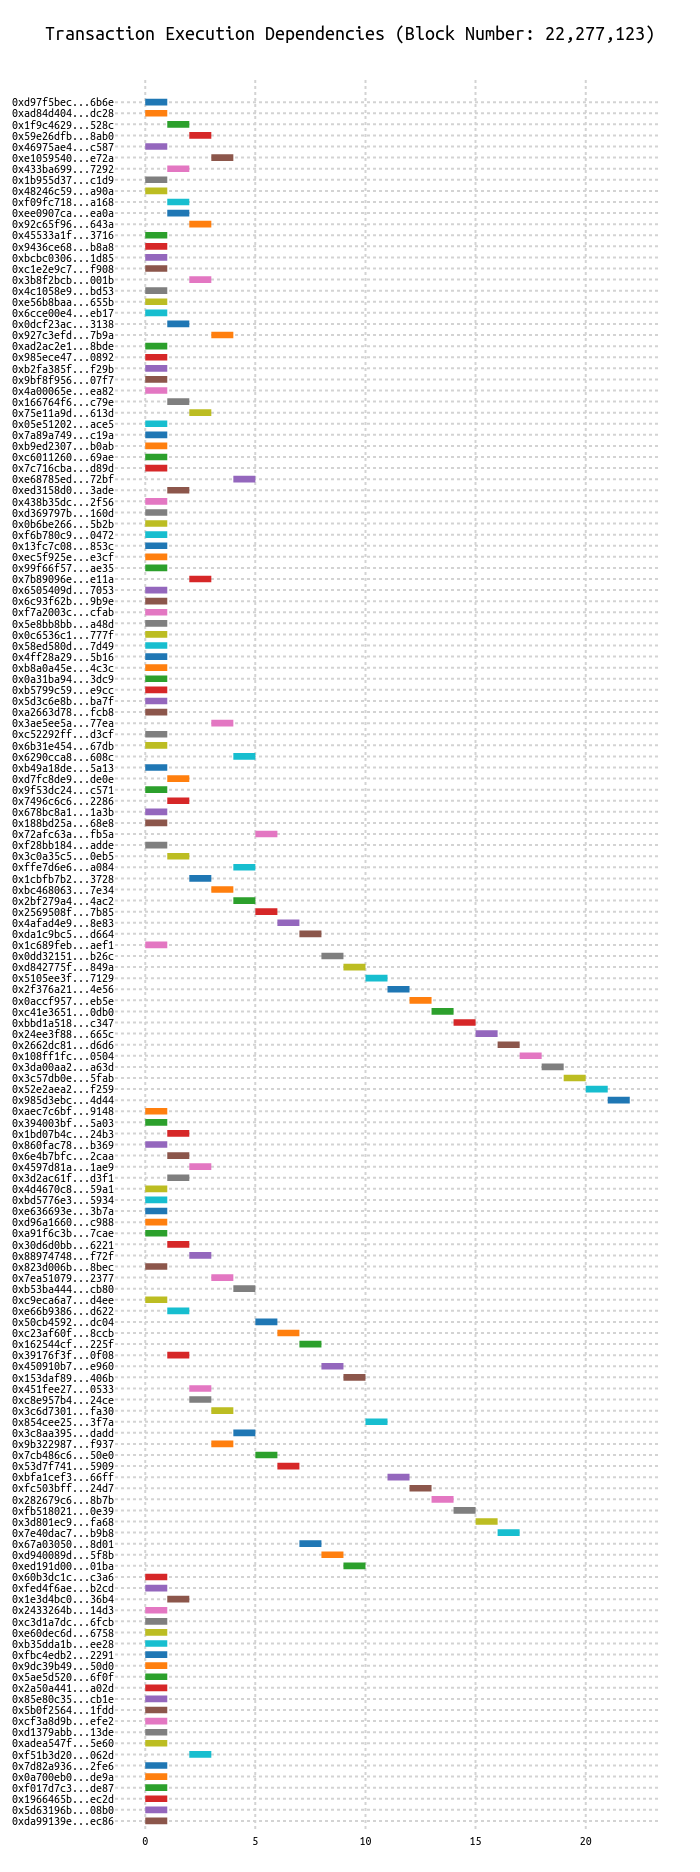 Transaction Execution Dependencies (Block Number: 22,277,123)
0xd97f5bec...6b6e
0xad84d404...dc28
0x1f9c4629...528c
0x59e26dfb...8ab0
0x46975ae4...c587
0xe1059540...e72a
0x433ba699...7292
0x1b955d37...c1d9
0x48246c59...a90a
0xf09fc718...a168
0xee0907ca...ea0a
0x92c65f96...643a
0x45533a1f...3716
0x9436ce68...b8a8
0xbcbc0306...1d85
0xc1e2e9c7...f908
0x3b8f2bcb...001b
0x4c1058e9...bd53
0xe56b8baa...655b
0x6cce00e4...eb17
0x0dcf23ac...3138
0x927c3efd...7b9a
0xad2ac2e1...8bde
0x985ece47...0892
0xb2fa385f...f29b
0x9bf8f956...07f7
0x4a00065e...ea82
0x166764f6...c79e
0x75e11a9d...613d
0x05e51202...ace5
0x7a89a749...c19a
0xb9ed2307...b0ab
0xc6011260...69ae
0x7c716cba...d89d
0xe68785ed...72bf
0xed3158d0...3ade
0x438b35dc...2f56
0xd369797b...160d
0x0b6be266...5b2b
0xf6b780c9...0472
0x13fc7c08...853c
0xec5f925e...e3cf
0x99f66f57...ae35
0x7b89096e...e11a
0x6505409d...7053
0x6c93f62b...9b9e
0xf7a2003c...cfab
0x5e8bb8bb...a48d
0x0c6536c1...777f
0x58ed580d...7d49
0x4ff28a29...5b16
0xb8a0a45e...4c3c
0x0a31ba94...3dc9
0xb5799c59...e9cc
0x5d3c6e8b...ba7f
0xa2663d78...fcb8
0x3ae5ee5a...77ea
0xc52292ff...d3cf
0x6b31e454...67db
0x6290cca8...608c
0xb49a18de...5a13
0xd7fc8de9...de0e
0x9f53dc24...c571
0x7496c6c6...2286
0x678bc8a1...1a3b
0x188bd25a...68e8
0x72afc63a...fb5a
0xf28bb184...adde
0x3c0a35c5...0eb5
0xffe7d6e6...a084
0x1cbfb7b2...3728
0xbc468063...7e34
0x2bf279a4...4ac2
0x2569508f...7b85
0x4afad4e9...8e83
0xda1c9bc5...d664
0x1c689feb...aef1
0x0dd32151...b26c
0xd842775f...849a
0x5105ee3f...7129
0x2f376a21...4e56
0x0accf957...eb5e
0xc41e3651...0db0
0xbbd1a518...c347
0x24ee3f88...665c
0x2662dc81...d6d6
0x108ff1fc...0504
0x3da00aa2...a63d
0x3c57db0e...5fab
0x52e2aea2...f259
0x985d3ebc...4d44
0xaec7c6bf...9148
0x394003bf...5a03
0x1bd07b4c...24b3
0x860fac78...b369
0x6e4b7bfc...2caa
0x4597d81a...1ae9
0x3d2ac61f...d3f1
0x4d4670c8...59a1
0xbd5776e3...5934
0xe636693e...3b7a
0xd96a1660...c988
0xa91f6c3b...7cae
0x30d6d0bb...6221
0x88974748...f72f
0x823d006b...8bec
0x7ea51079...2377
0xb53ba444...cb80
0xc9eca6a7...d4ee
0xe66b9386...d622
0x50cb4592...dc04
0xc23af60f...8ccb
0x162544cf...225f
0x39176f3f...0f08
0x450910b7...e960
0x153daf89...406b
0x451fee27...0533
0xc8e957b4...24ce
0x3c6d7301...fa30
0x854cee25...3f7a
0x3c8aa395...dadd
0x9b322987...f937
0x7cb486c6...50e0
0x53d7f741...5909
0xbfa1cef3...66ff
0xfc503bff...24d7
0x282679c6...8b7b
0xfb518021...0e39
0x3d801ec9...fa68
0x7e40dac7...b9b8
0x67a03050...8d01
0xd940089d...5f8b
0xed191d00...01ba
0x60b3dc1c...c3a6
0xfed4f6ae...b2cd
0x1e3d4bc0...36b4
0x2433264b...14d3
0xc3d1a7dc...6fcb
0xe60dec6d...6758
0xb35dda1b...ee28
0xfbc4edb2...2291
0x9dc39b49...50d0
0x5ae5d520...6f0f
0x2a50a441...a02d
0x85e80c35...cb1e
0x5b0f2564...1fdd
0xcf3a8d9b...efe2
0xd1379abb...13de
0xadea547f...5e60
0xf51b3d20...062d
0x7d82a936...2fe6
0x0a700eb0...de9a
0xf017d7c3...de87
0x1966465b...ec2d
0x5d63196b...08b0
0xda99139e...ec86
0 5 10 15 20